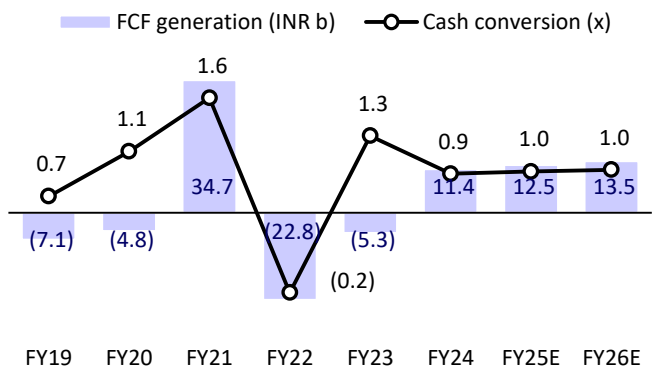 FCF generation (INR b) Cash conversion (x)
1.6
1.3
1.1
0.9 1.0 1.0
0.7
34.7 11.4 12.5 13.5
(7.1) (4.8) (22.8) (5.3)
(0.2)
FY19 FY20 FY21 FY22 FY23 FY24 FY25E FY26E